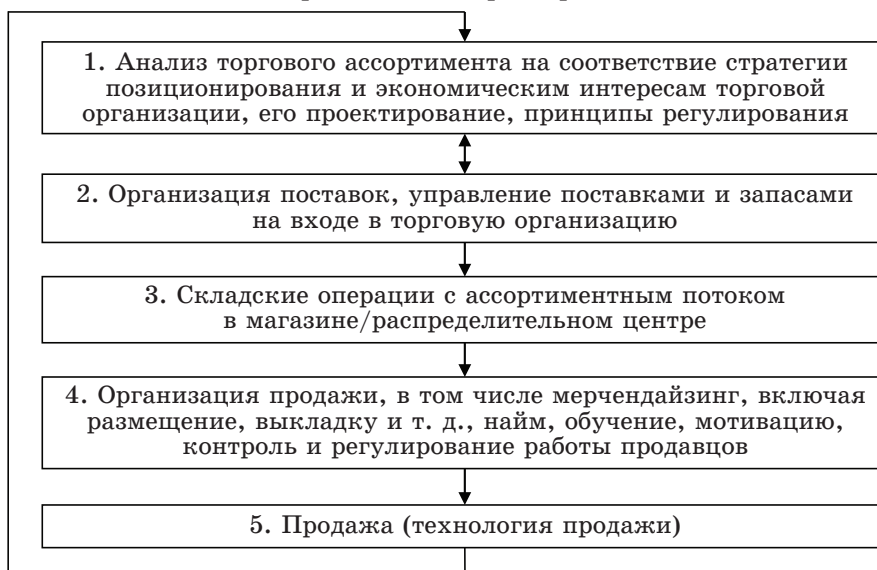 1. Анализ торгового ассортимента на соответствие стратегии
позиционирования и экономическим интересам торговой
организации, его проектирование, принципы регулирования
2. Организация поставок, управление поставками и запасами
на входе в торговую организацию
3. Складские операции с ассортиментным потоком
в магазине/распределительном центре
4. Организация продажи, в том числе мерчендайзинг, включая
размещение, выкладку и т. д., найм, обучение, мотивацию,
контроль и регулирование работы продавцов
5. Продажа (технология продажи)